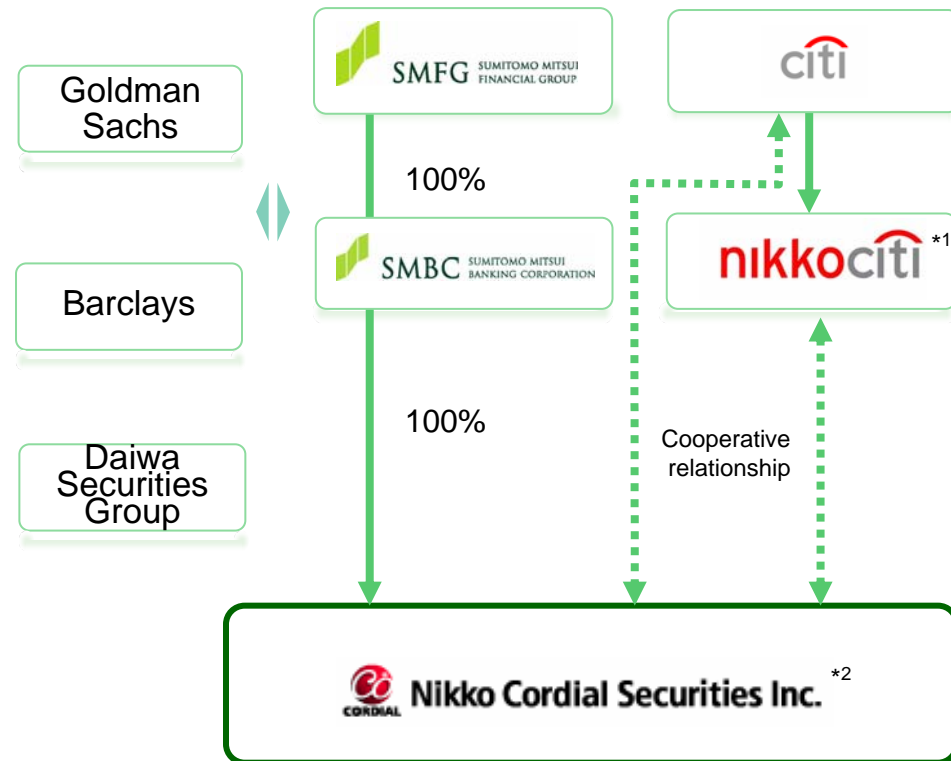 Goldman
Sachs
Barclays
Daiwa
Securities
Group
SMFG SUMITOMO MITSUI
FINANCIAL GROUP
100%
SMBC SUMITOMO MITSUI
BANKING CORPORATION
100%
citi
nikkociti *1
Cooperative
relationship
CORDIAL
Nikko Cordial Securities Inc. *2